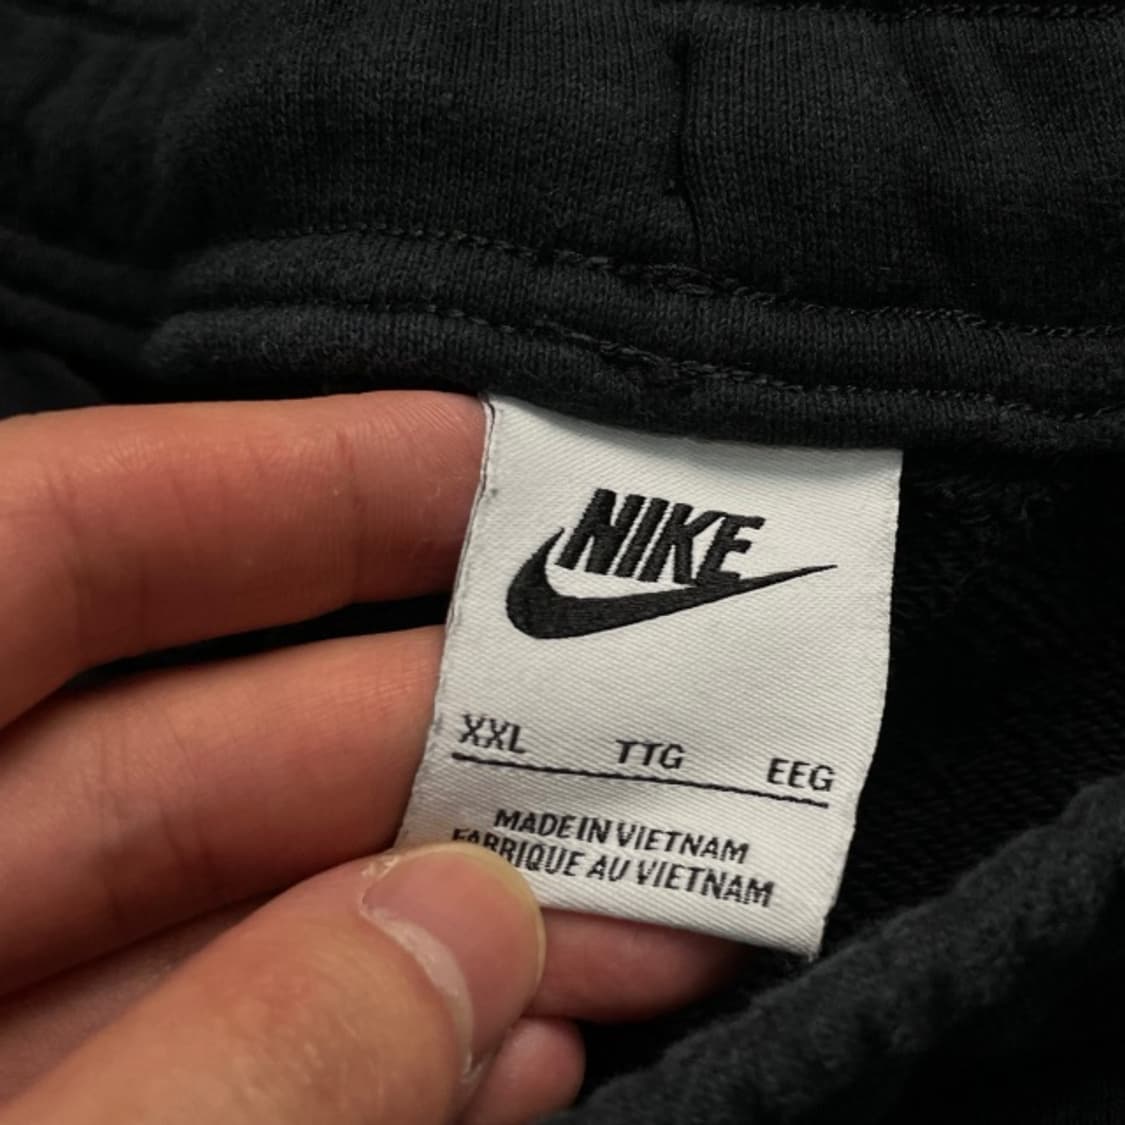 NIKE
XXL TTG EEG
MADE IN VIETNAM
FABRIQUE AU VIETNAM